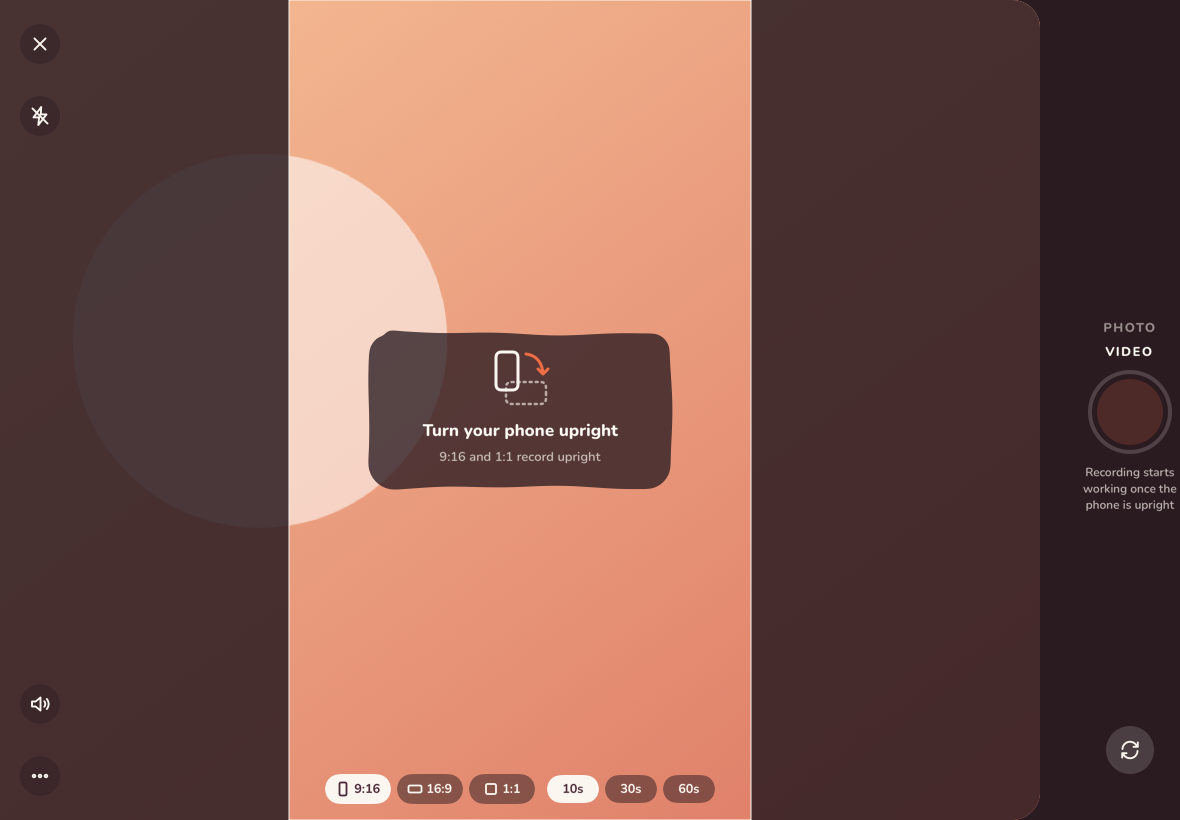 PHOTO
VIDEO
Turn your phone upright
9:16 and 1:1 record upright
Recording starts
working once the
phone is upright
9:16 16:9 1:1 10s 30s 60s